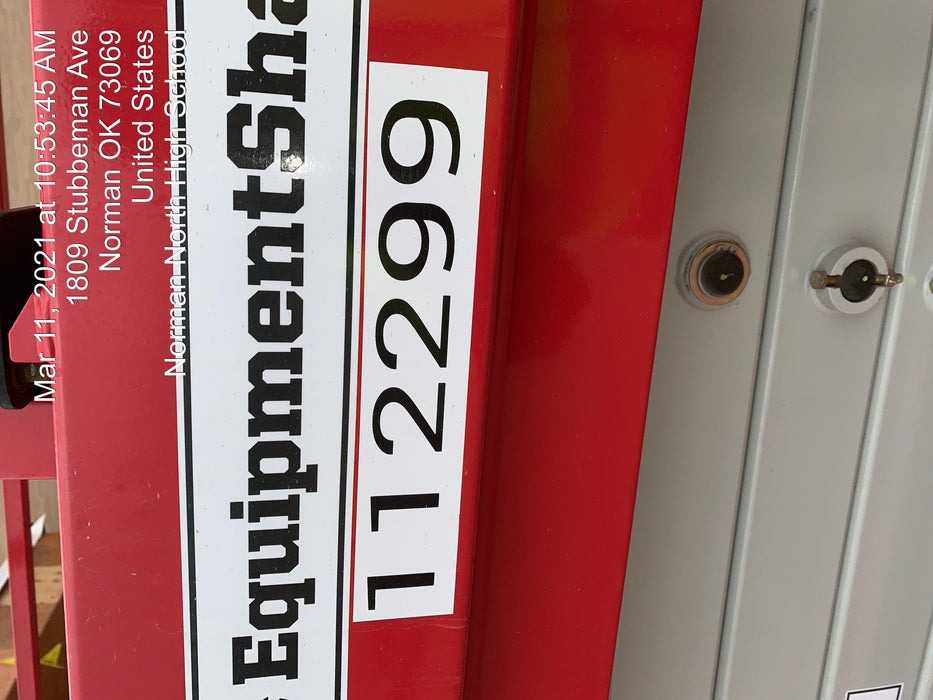 Mar 11, 2021 at 10:53:45 AM
1809 Stubbeman Ave
Norman OK 73069
United States
Norman North High School
EquipmentSha
112299